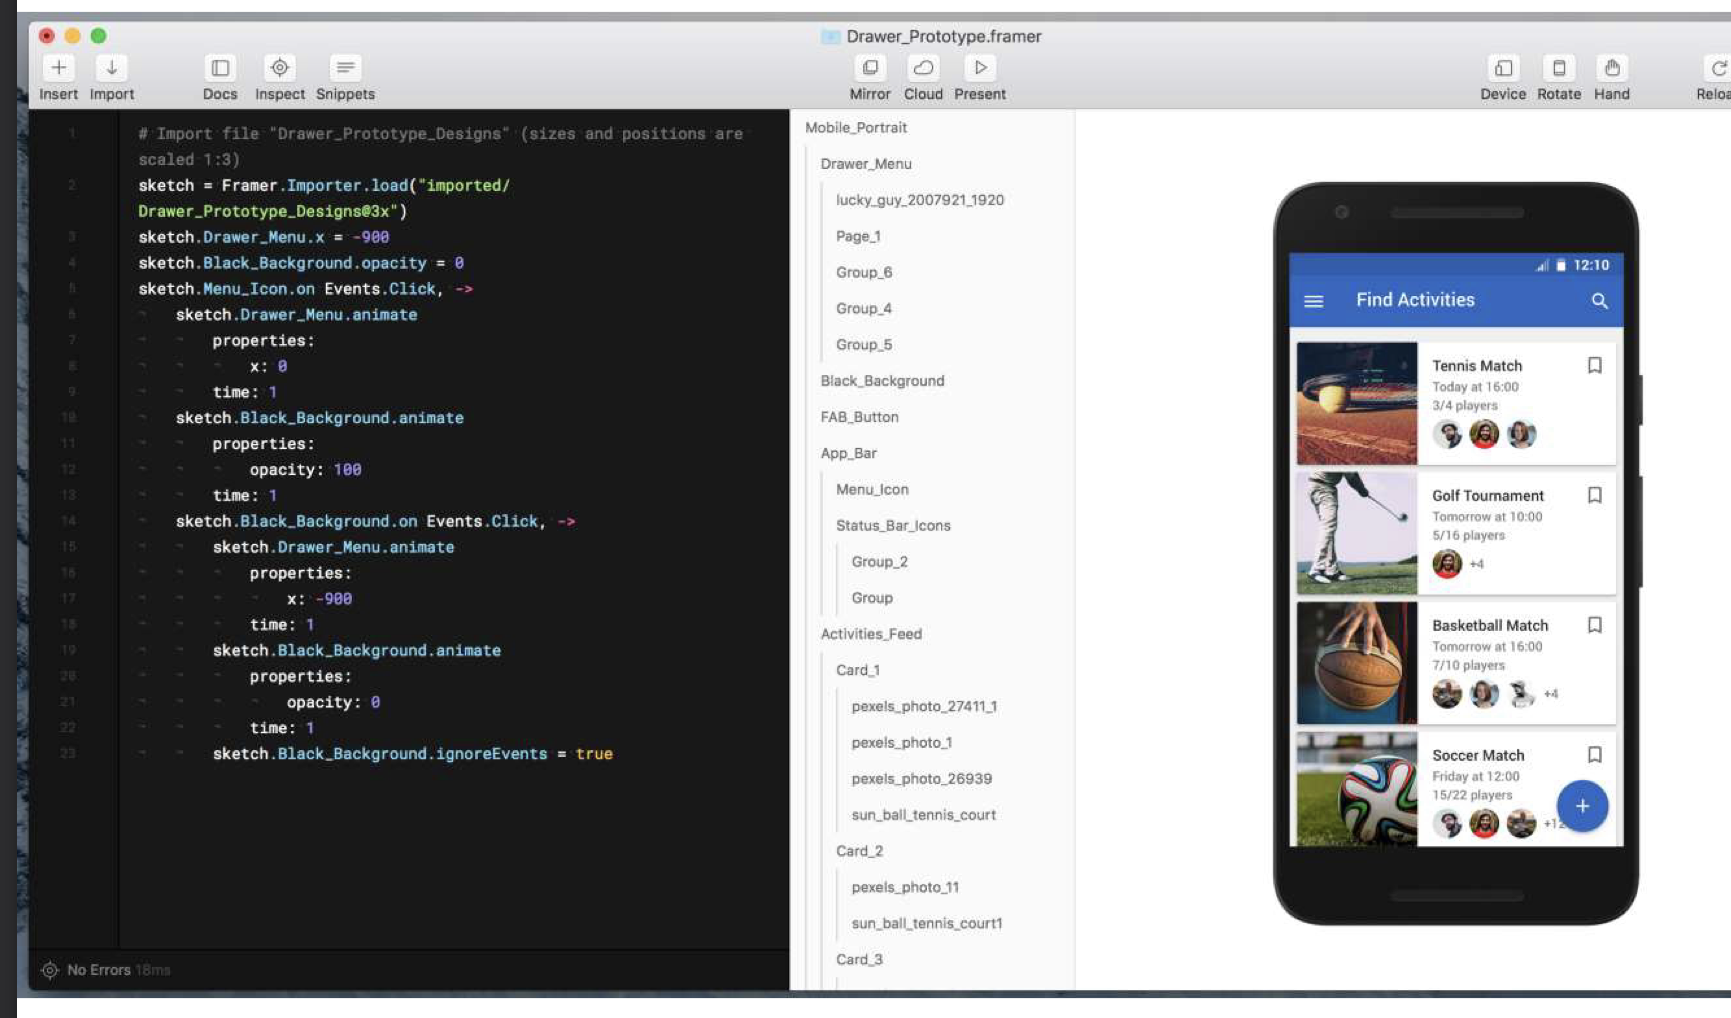 Drawer_Prototype.framer
Insert Import Docs Inspect Snippets Mirror Cloud Present Device Rotate Hand Reloa
1 # Import file "Drawer_Prototype_Designs" (sizes and positions are
scaled 1:3)
2 sketch = Framer.Importer.load("imported/
Drawer_Prototype_Designs@3x")
3 sketch.Drawer_Menu.x = -900
4 sketch.Black_Background.opacity = 0
5 sketch.Menu_Icon.on Events.Click, ->
6 sketch.Drawer_Menu.animate
7 properties:
8 x: 0
9 time: 1
10 sketch.Black_Background.animate
11 properties:
12 opacity: 100
13 time: 1
14 sketch.Black_Background.on Events.Click, ->
15 sketch.Drawer_Menu.animate
16 properties:
17 x: -900
18 time: 1
19 sketch.Black_Background.animate
20 properties:
21 opacity: 0
22 time: 1
23 sketch.Black_Background.ignoreEvents = true
No Errors 18ms
Mobile_Portrait
Drawer_Menu
lucky_guy_2007921_1920
Page_1
Group_6
Group_4
Group_5
Black_Background
FAB_Button
App_Bar
Menu_Icon
Status_Bar_Icons
Group_2
Group
Activities_Feed
Card_1
pexels_photo_27411_1
pexels_photo_1
pexels_photo_26939
sun_ball_tennis_court
Card_2
pexels_photo_11
sun_ball_tennis_court1
Card_3
12:10
Find Activities
Tennis Match
Today at 16:00
3/4 players
Golf Tournament
Tomorrow at 10:00
5/16 players
+4
Basketball Match
Tomorrow at 16:00
7/10 players
+4
Soccer Match
Friday at 12:00
15/22 players
+12
+